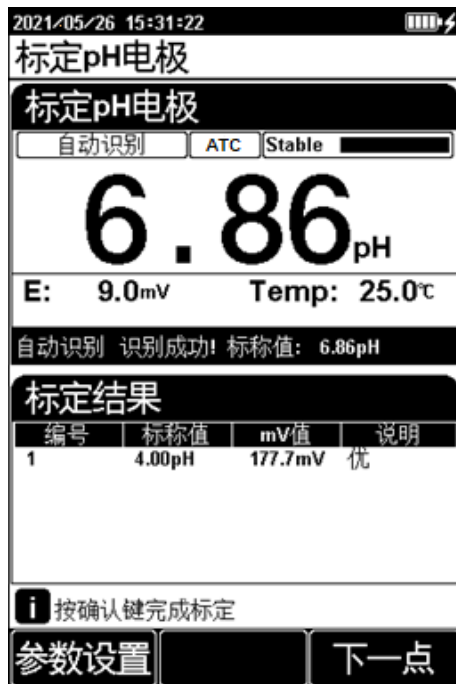 2021/05/26 15:31:22
标定pH电极
标定pH电极
自动识别 ATC Stable
6.86pH
E: 9.0mV Temp: 25.0℃
自动识别 识别成功! 标称值: 6.86pH
标定结果
编号 标称值 mV值 说明
1 4.00pH 177.7mV 优
i 按确认键完成标定
参数设置 下一点